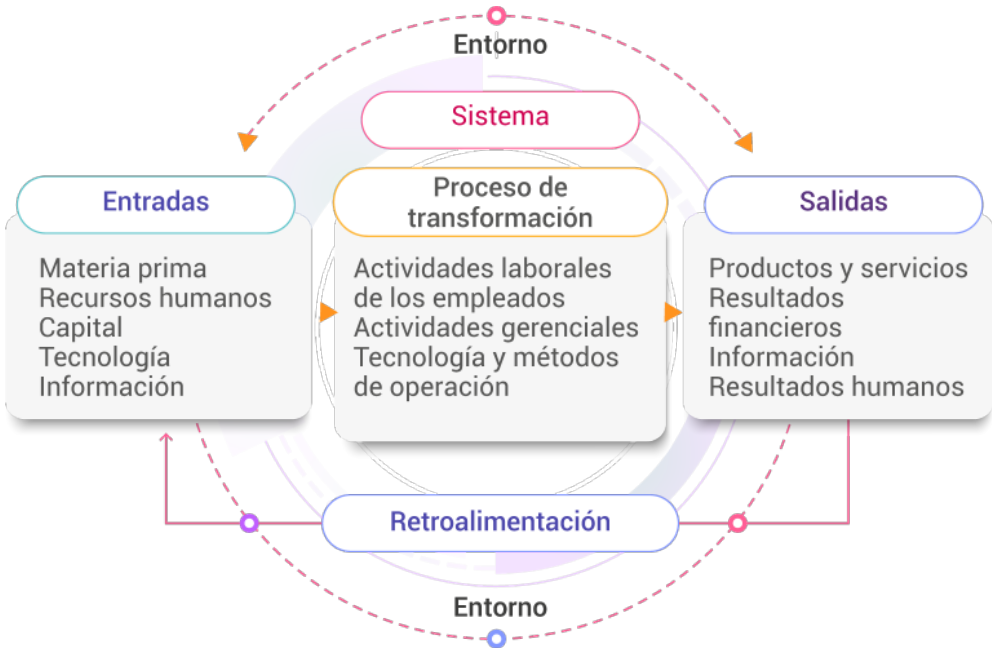 Entorno
Sistema
Entradas
Materia prima
Recursos humanos
Capital
Tecnología
Información
Proceso de
transformación
Actividades laborales
de los empleados
Actividades gerenciales
Tecnología y métodos
de operación
Salidas
Productos y servicios
Resultados
financieros
Información
Resultados humanos
Retroalimentación
Entorno